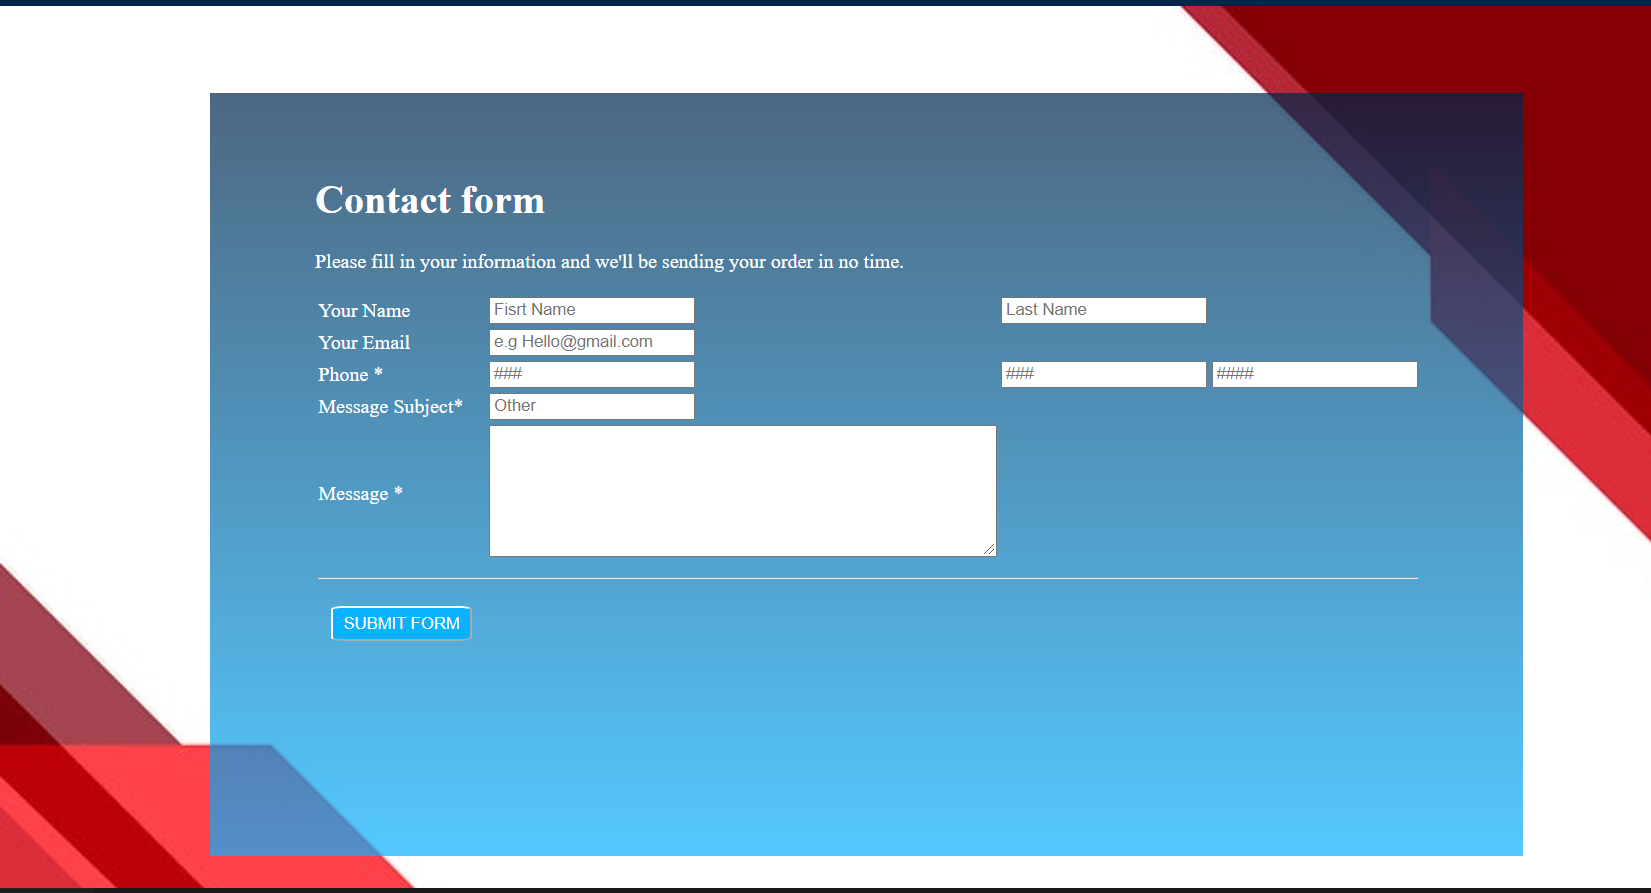 Contact form
Please fill in your information and we'll be sending your order in no time.
Your Name Fisrt Name Last Name
Your Email e.g Hello@gmail.com
Phone * ### ### ####
Message Subject* Other
Message *
SUBMIT FORM